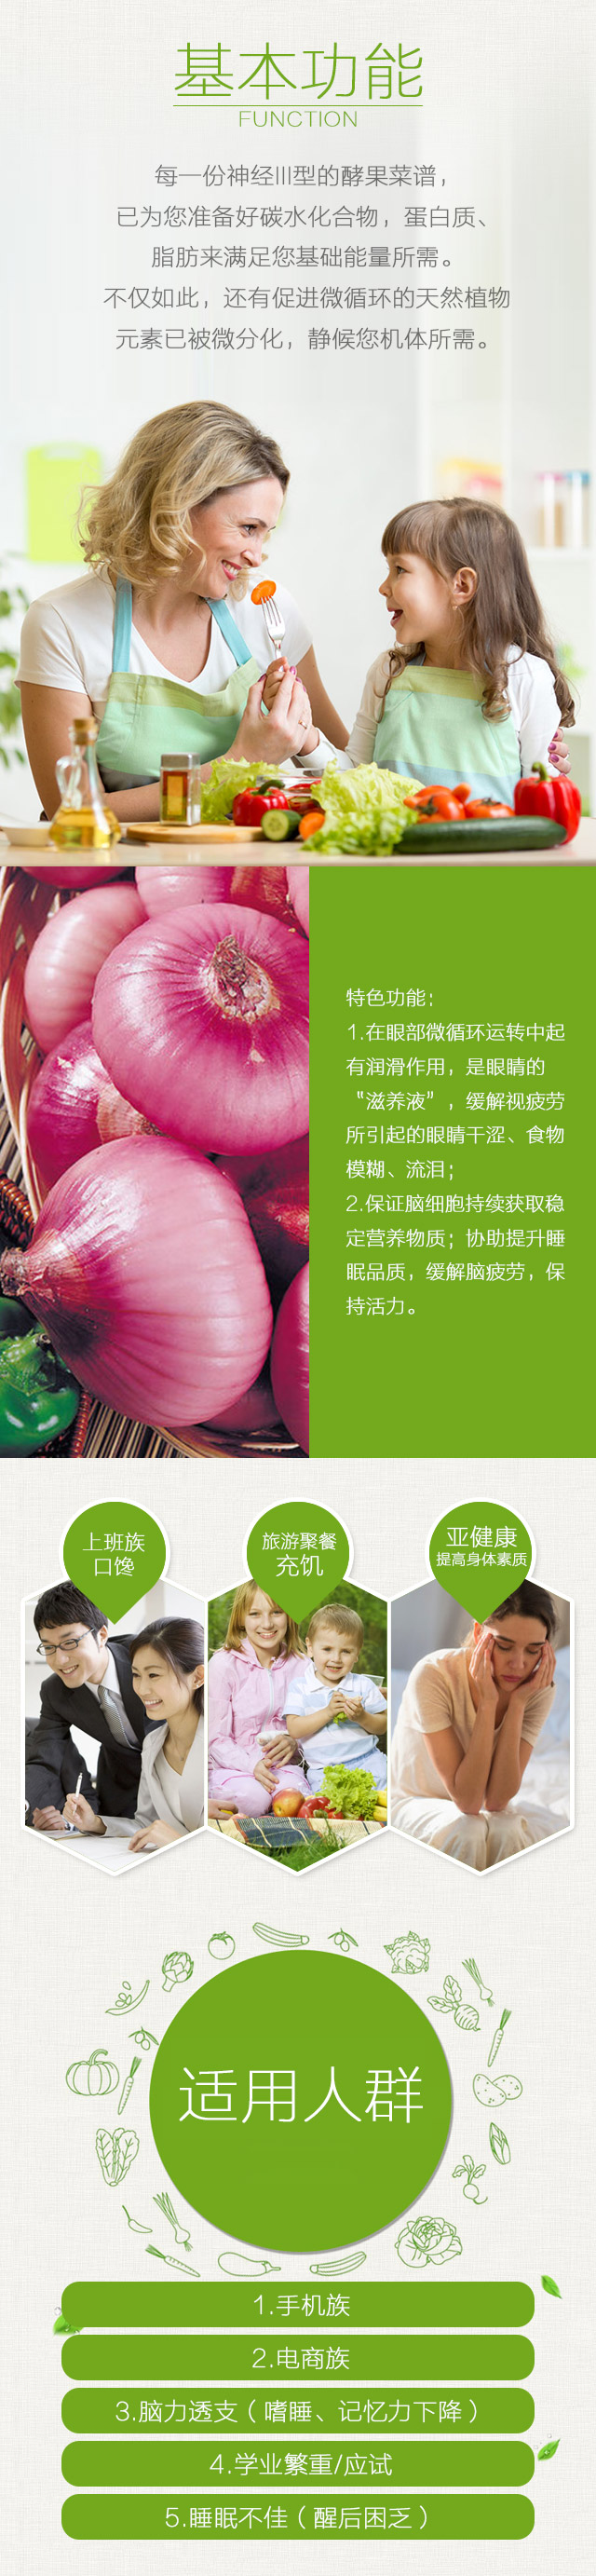 基本功能
FUNCTION
每一份神经III型的酵果菜谱，
已为您准备好碳水化合物，蛋白质、
脂肪来满足您基础能量所需。
不仅如此，还有促进微循环的天然植物
元素已被微分化，静候您机体所需。
特色功能：
1.在眼部微循环运转中起
有润滑作用，是眼睛的
“滋养液”，缓解视疲劳
所引起的眼睛干涩、食物
模糊、流泪；
2.保证脑细胞持续获取稳
定营养物质；协助提升睡
眠品质，缓解脑疲劳，保
持活力。
上班族
口馋
旅游聚餐
充饥
亚健康
提高身体素质
适用人群
1.手机族
2.电商族
3.脑力透支（嗜睡、记忆力下降）
4.学业繁重/应试
5.睡眠不佳（醒后困乏）